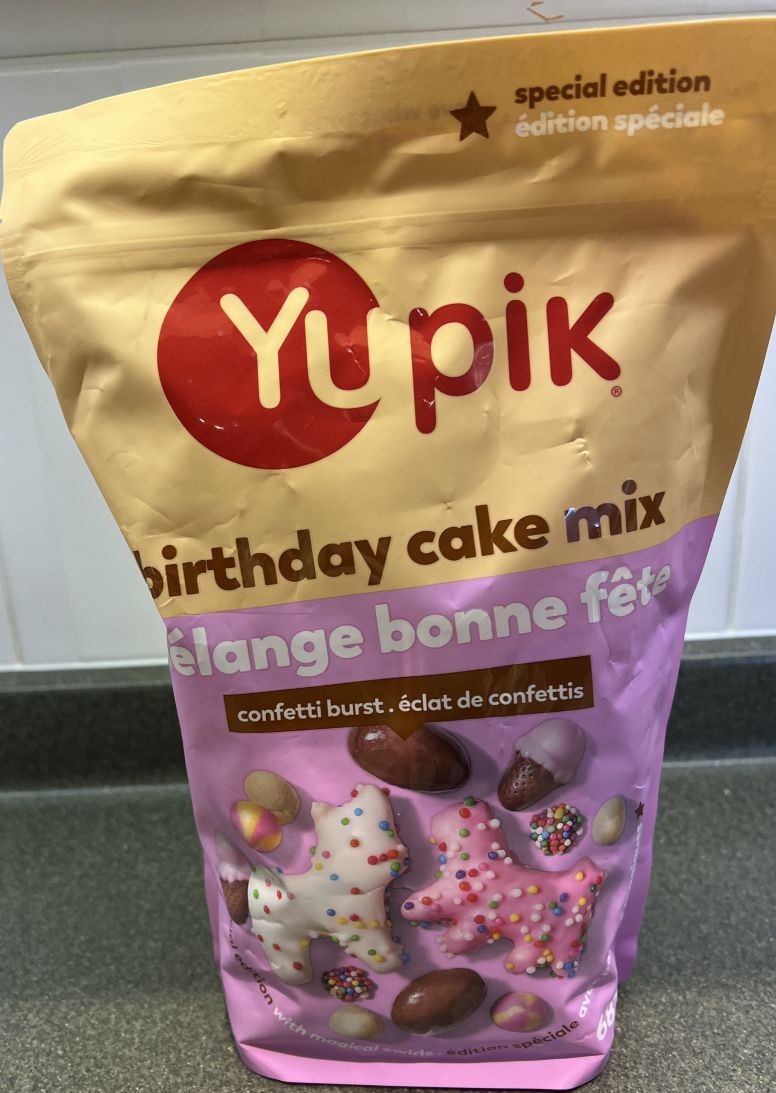 special edition
édition spéciale
Yupik®
birthday cake mix
élange bonne fête
confetti burst . éclat de confettis
edition with magical swirls . édition spéciale